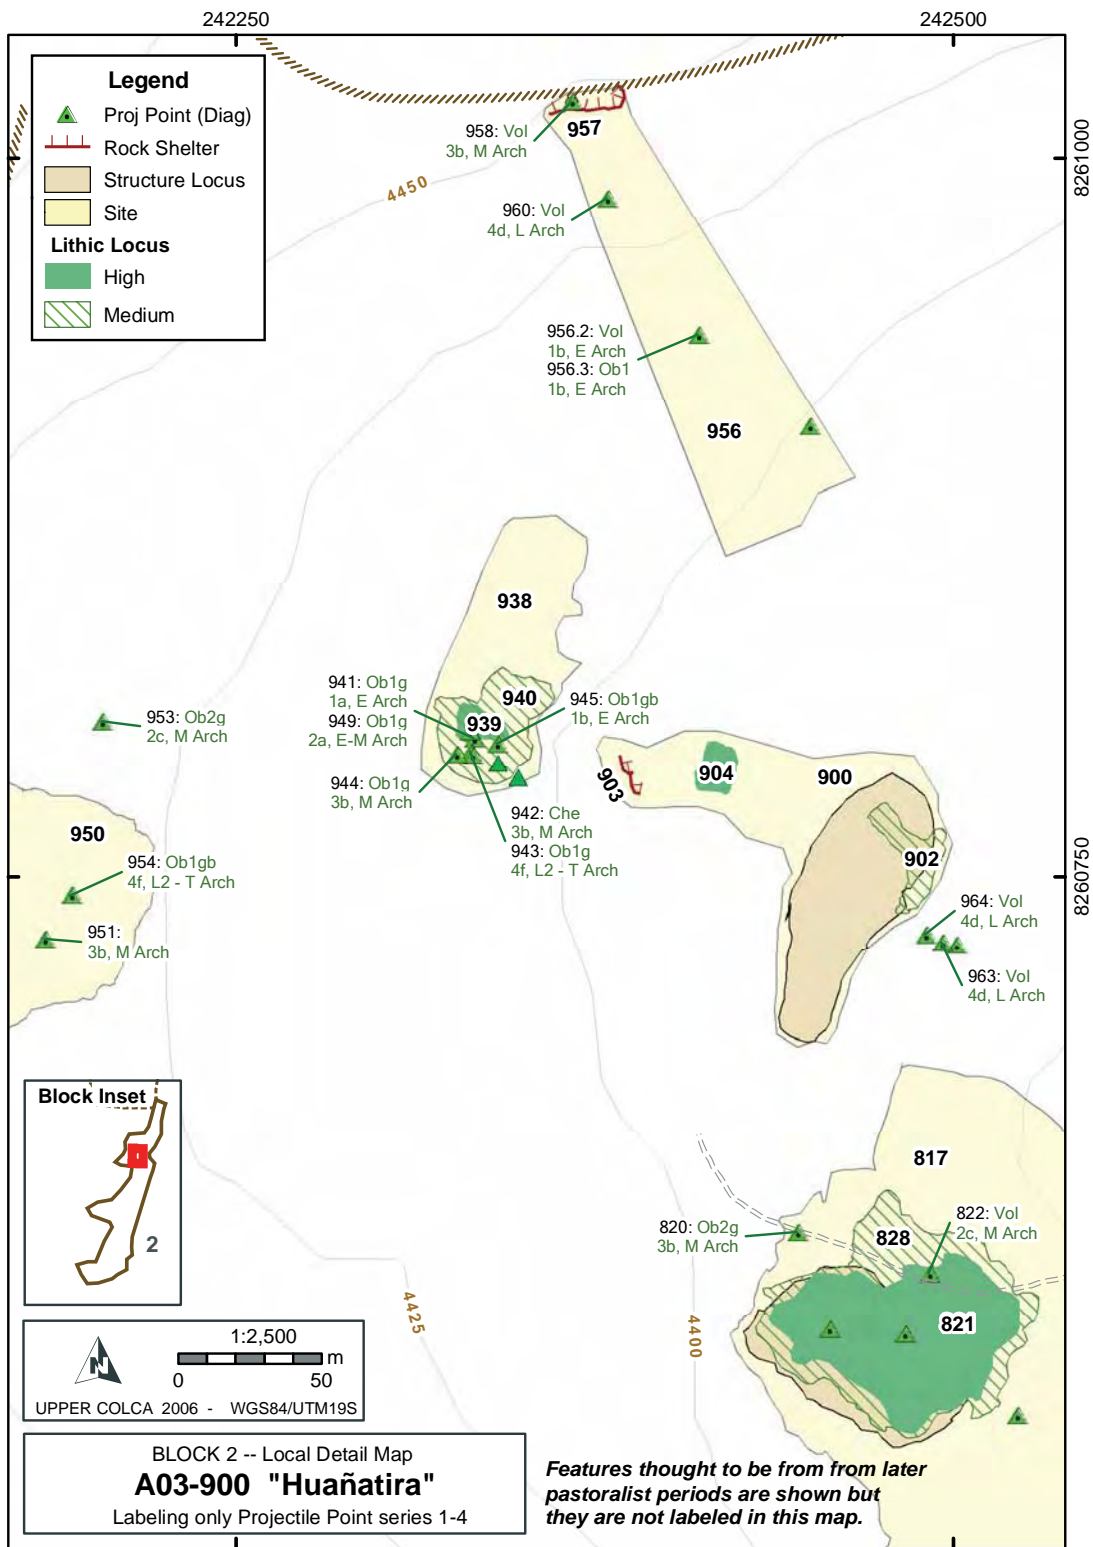 242250
242500
Legend
Proj Point (Diag)
Rock Shelter
Structure Locus
Site
Lithic Locus
High
Medium
8261000
958: Vol
3b, M Arch
957
4450
960: Vol
4d, L Arch
956.2: Vol
1b, E Arch
956.3: Ob1
1b, E Arch
956
938
941: Ob1g
1a, E Arch
949: Ob1g
2a, E-M Arch
940
939
945: Ob1gb
1b, E Arch
953: Ob2g
2c, M Arch
944: Ob1g
3b, M Arch
903
904
900
942: Che
3b, M Arch
943: Ob1g
4f, L2 - T Arch
950
954: Ob1gb
4f, L2 - T Arch
902
8260750
951:
3b, M Arch
964: Vol
4d, L Arch
963: Vol
4d, L Arch
Block Inset
2
817
820: Ob2g
3b, M Arch
828
822: Vol
2c, M Arch
821
4425
4400
1:2,500
N
m
0
50
UPPER COLCA 2006 - WGS84/UTM19S
BLOCK 2 -- Local Detail Map
A03-900 "Huañatira"
Labeling only Projectile Point series 1-4
Features thought to be from from later
pastoralist periods are shown but
they are not labeled in this map.